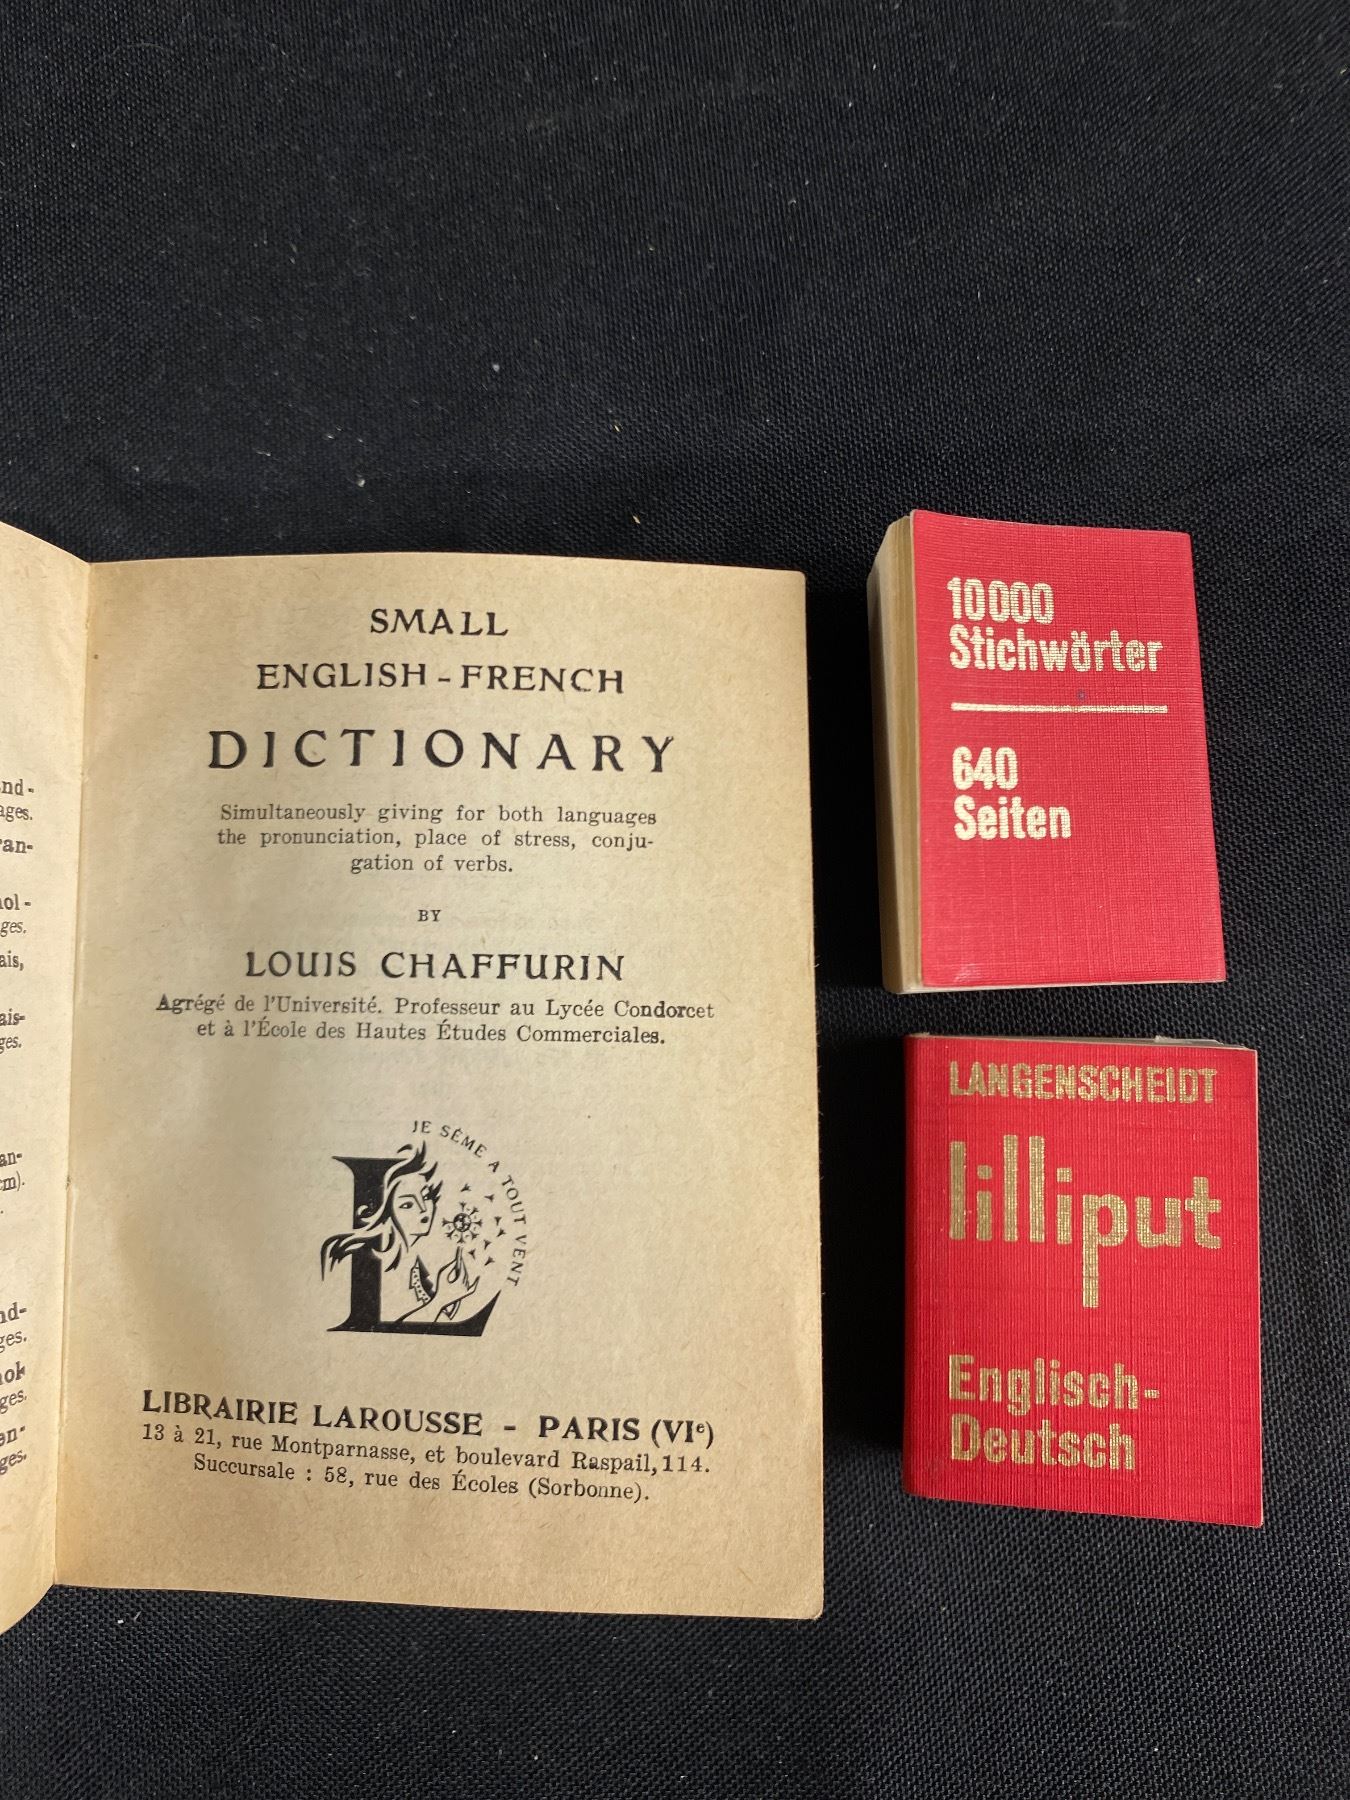 SMALL
ENGLISH - FRENCH
DICTIONARY
Simultaneously giving for both languages
the pronunciation, place of stress, conju-
gation of verbs.
BY
LOUIS CHAFFURIN
Agrégé de l'Université. Professeur au Lycée Condorcet
et à l'École des Hautes Études Commerciales.
JE SÈME A TOUT VENT
L
LIBRAIRIE LAROUSSE - PARIS (VIe)
13 à 21, rue Montparnasse, et boulevard Raspail, 114.
Succursale : 58, rue des Écoles (Sorbonne).
10000
Stichwörter
640
Seiten
LANGENSCHEIDT
lilliput
Englisch-
Deutsch